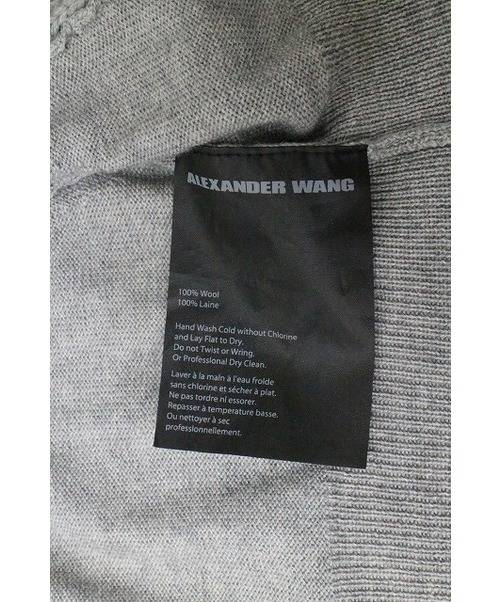 ALEXANDER WANG
100% Wool
100% Laine
Hand Wash Cold without Chlorine
and Lay Flat to Dry.
Do not Twist or Wring.
Or Professional Dry Clean.
Laver à la main à l'eau froide
sans chlorine et sécher à plat.
Ne pas tordre ni essorer.
Repasser à temperature basse.
Ou nettoyer à sec
professionnellement.